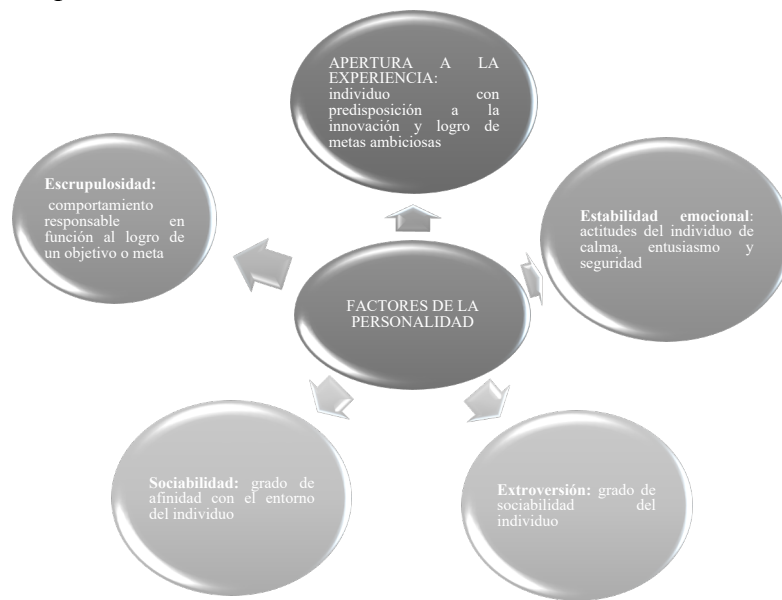 APERTURA A LA
EXPERIENCIA:
individuo con
predisposición a la
innovación y logro de
metas ambiciosas
Escrupulosidad:
comportamiento
responsable en
función al logro de
un objetivo o meta
Estabilidad emocional:
actitudes del individuo de
calma, entusiasmo y
seguridad
FACTORES DE LA
PERSONALIDAD
Sociabilidad: grado de
afinidad con el entorno
del individuo
Extroversión: grado de
sociabilidad del
individuo